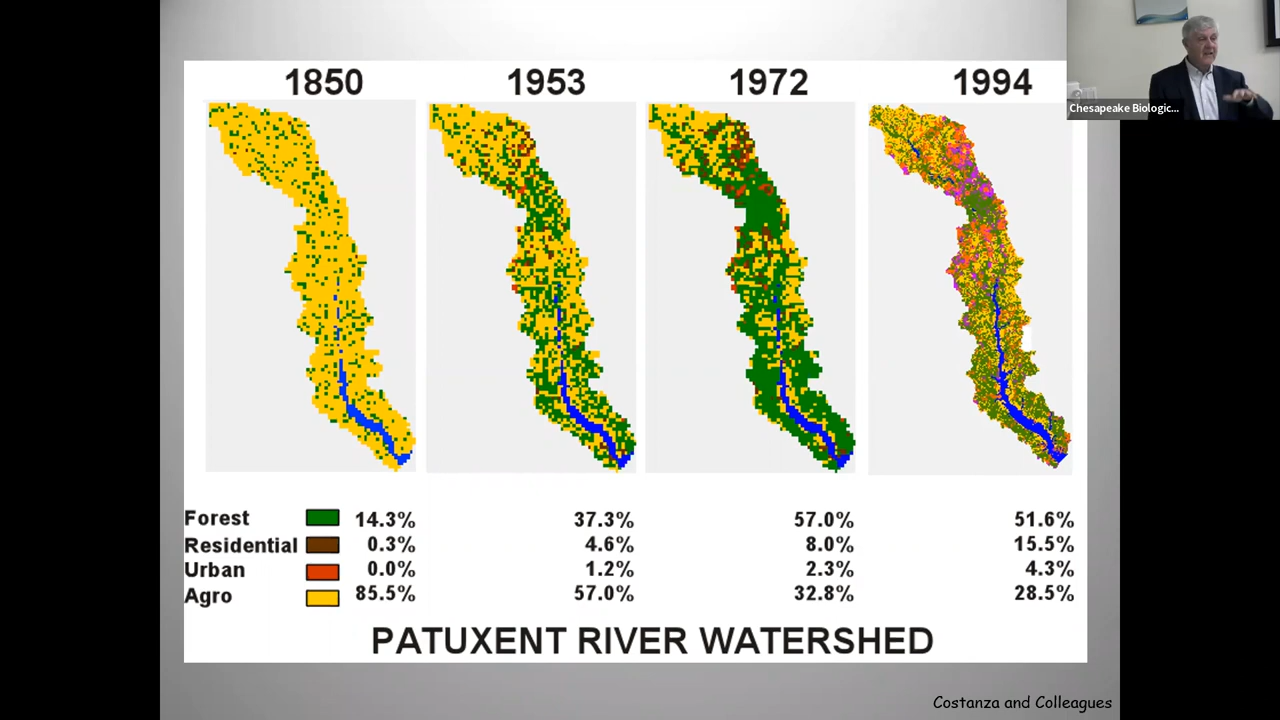 1850 1953 1972 1994
Chesapeake Biologic...
Forest 14.3% 37.3% 57.0% 51.6%
Residential 0.3% 4.6% 8.0% 15.5%
Urban 0.0% 1.2% 2.3% 4.3%
Agro 85.5% 57.0% 32.8% 28.5%
PATUXENT RIVER WATERSHED
Costanza and Colleagues